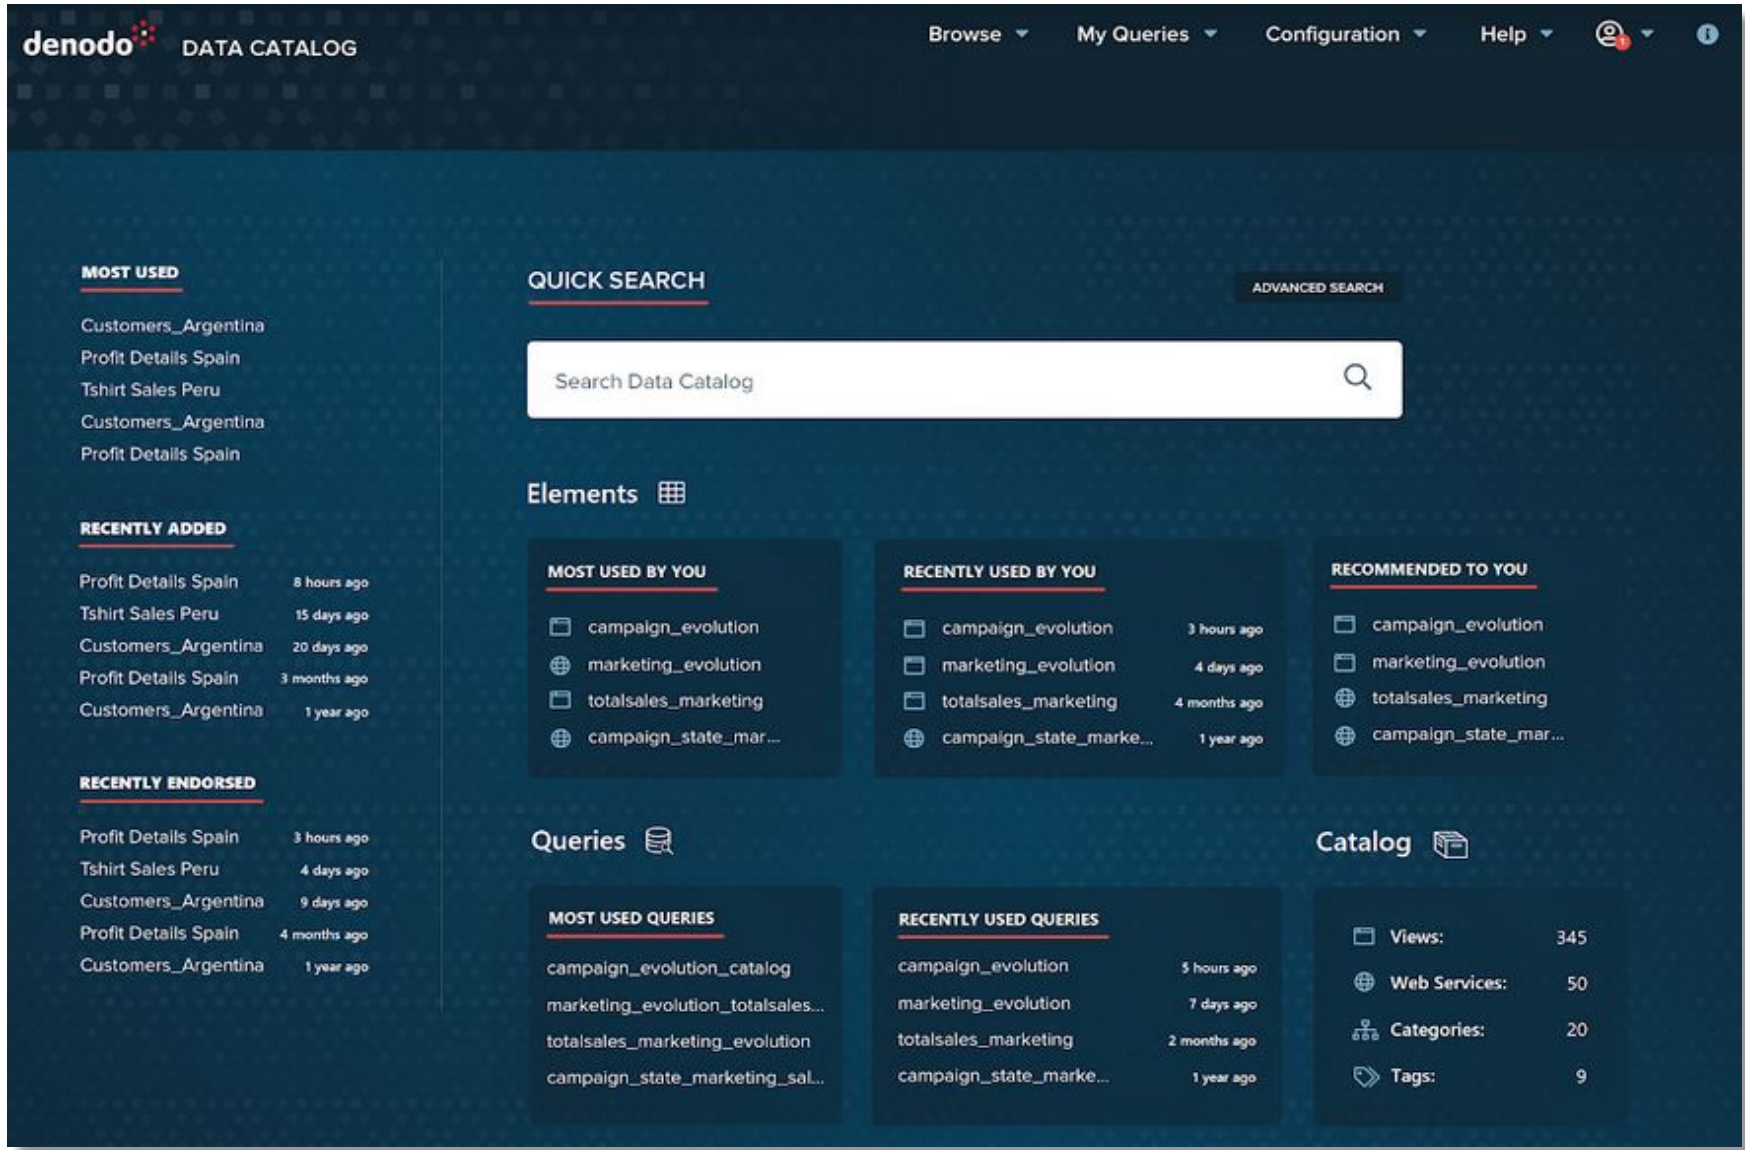 denodo DATA CATALOG
Browse My Queries Configuration Help 1 i
MOST USED
Customers_Argentina
Profit Details Spain
Tshirt Sales Peru
Customers_Argentina
Profit Details Spain
RECENTLY ADDED
Profit Details Spain 8 hours ago
Tshirt Sales Peru 15 days ago
Customers_Argentina 20 days ago
Profit Details Spain 3 months ago
Customers_Argentina 1 year ago
RECENTLY ENDORSED
Profit Details Spain 3 hours ago
Tshirt Sales Peru 4 days ago
Customers_Argentina 9 days ago
Profit Details Spain 4 months ago
Customers_Argentina 1 year ago
QUICK SEARCH
ADVANCED SEARCH
Search Data Catalog
Elements
MOST USED BY YOU
campaign_evolution
marketing_evolution
totalsales_marketing
campaign_state_mar...
RECENTLY USED BY YOU
campaign_evolution 3 hours ago
marketing_evolution 4 days ago
totalsales_marketing 4 months ago
campaign_state_marke... 1 year ago
RECOMMENDED TO YOU
campaign_evolution
marketing_evolution
totalsales_marketing
campaign_state_mar...
Queries
MOST USED QUERIES
campaign_evolution_catalog
marketing_evolution_totalsales...
totalsales_marketing_evolution
campaign_state_marketing_sal...
RECENTLY USED QUERIES
campaign_evolution 5 hours ago
marketing_evolution 7 days ago
totalsales_marketing 2 months ago
campaign_state_marke... 1 year ago
Catalog
Views: 345
Web Services: 50
Categories: 20
Tags: 9